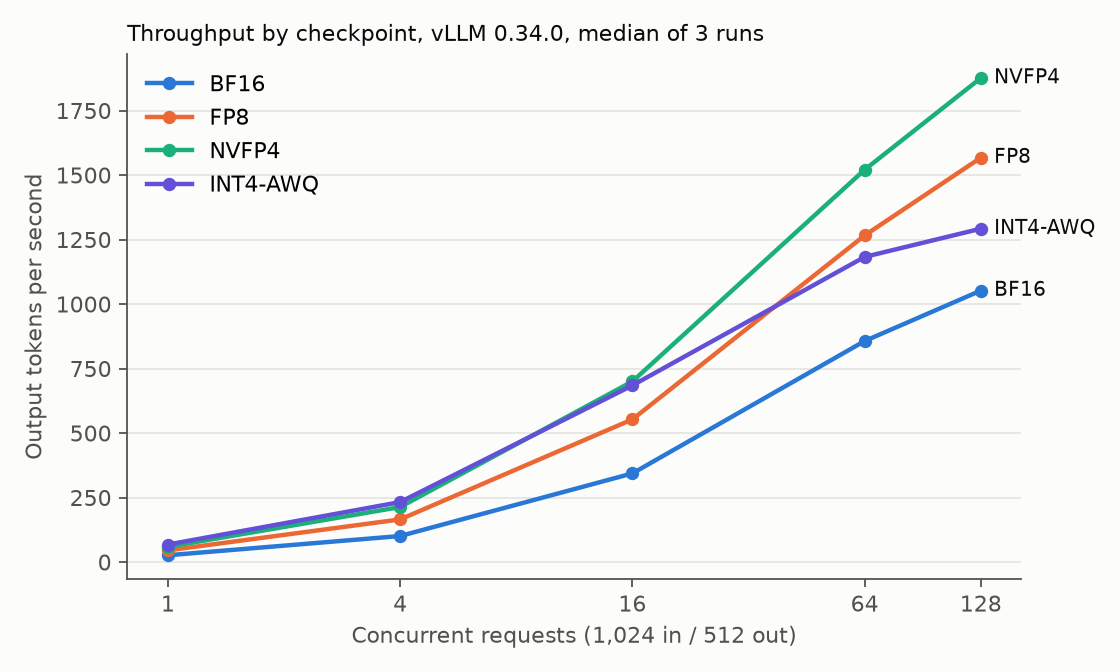 Throughput by checkpoint, vLLM 0.34.0, median of 3 runs
BF16
FP8
NVFP4
INT4-AWQ
Output tokens per second
1750
1500
1250
1000
750
500
250
0
NVFP4
FP8
INT4-AWQ
BF16
1 4 16 64 128
Concurrent requests (1,024 in / 512 out)